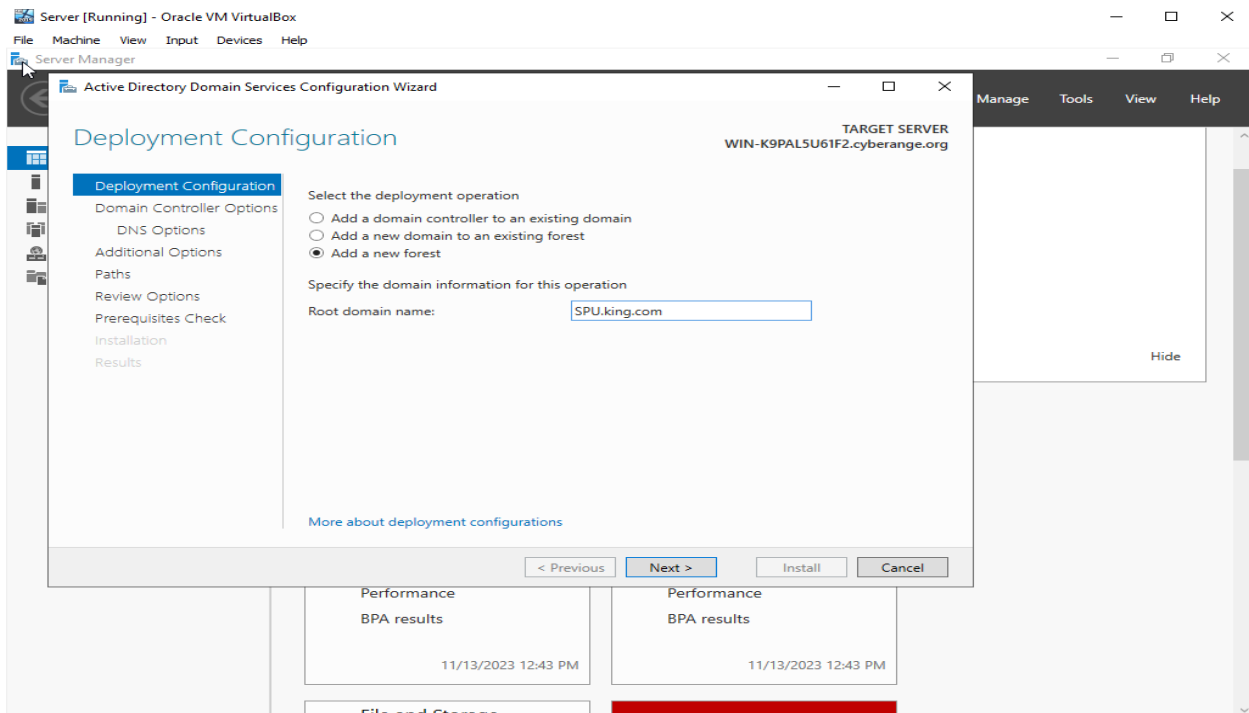 Server [Running] - Oracle VM VirtualBox
File Machine View Input Devices Help
Server Manager
Manage Tools View Help
Active Directory Domain Services Configuration Wizard
Deployment Configuration
TARGET SERVER
WIN-K9PAL5U61F2.cyberange.org
Deployment Configuration
Domain Controller Options
DNS Options
Additional Options
Paths
Review Options
Prerequisites Check
Installation
Results
Select the deployment operation
Add a domain controller to an existing domain
Add a new domain to an existing forest
Add a new forest
Specify the domain information for this operation
Root domain name: SPU.king.com
More about deployment configurations
< Previous Next > Install Cancel
Hide
Performance Performance
BPA results BPA results
11/13/2023 12:43 PM 11/13/2023 12:43 PM
File and Storage